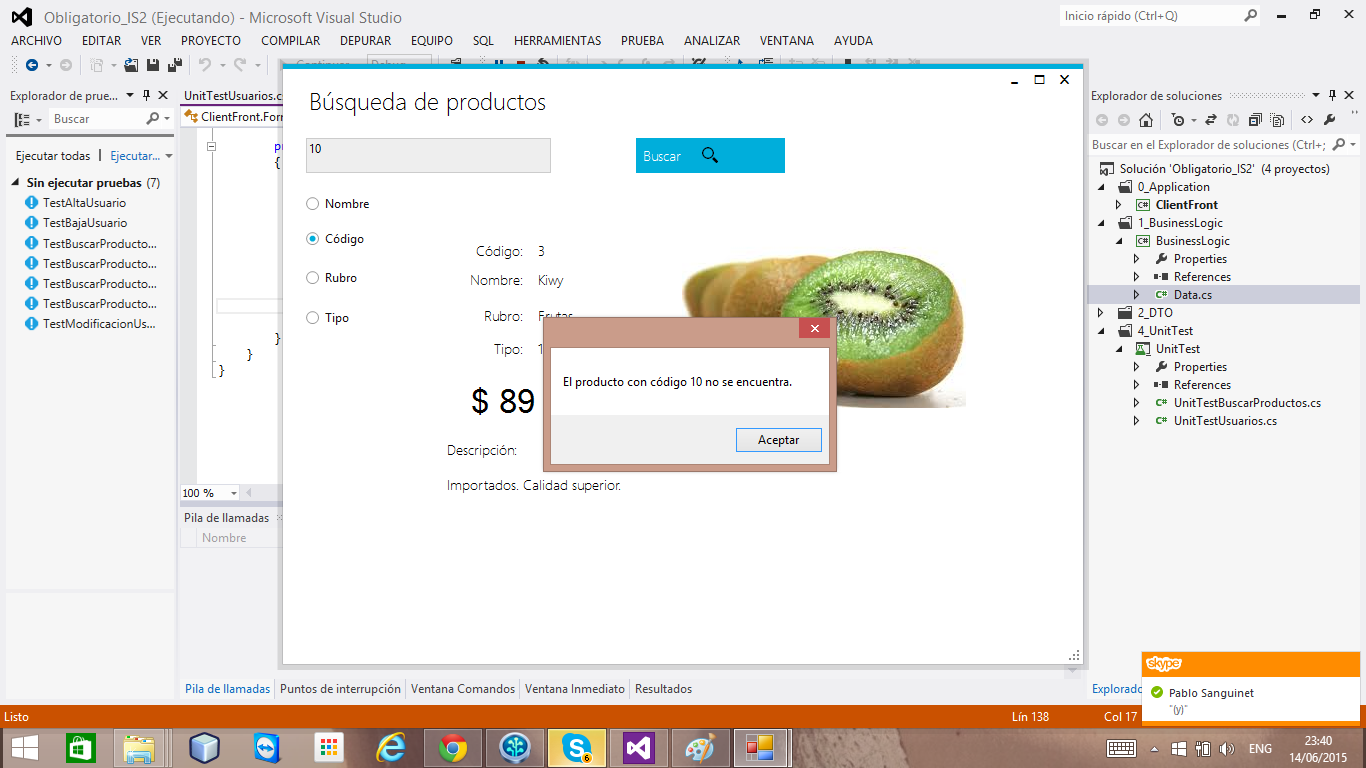 Obligatorio_IS2 (Ejecutando) - Microsoft Visual Studio
Inicio rápido (Ctrl+Q)
ARCHIVO EDITAR VER PROYECTO COMPILAR DEPURAR EQUIPO SQL HERRAMIENTAS PRUEBA ANALIZAR VENTANA AYUDA
Explorador de prue...
Buscar
Ejecutar todas | Ejecutar...
Sin ejecutar pruebas (7)
TestAltaUsuario
TestBajaUsuario
TestBuscarProducto...
TestBuscarProducto...
TestBuscarProducto...
TestBuscarProducto...
TestModificacionUs...
UnitTestUsuarios.c
ClientFront.For
{
}
}
}
100 %
Pila de llamadas
Nombre
Búsqueda de productos
10
Buscar
Nombre
Código
Rubro
Tipo
Código: 3
Nombre: Kiwy
Rubro: Frutas
Tipo: 1
$ 89
Descripción:
Importados. Calidad superior.
El producto con código 10 no se encuentra.
Aceptar
Explorador de soluciones
Buscar en el Explorador de soluciones (Ctrl+;
Solución 'Obligatorio_IS2' (4 proyectos)
0_Application
C# ClientFront
1_BusinessLogic
C# BusinessLogic
Properties
References
C# Data.cs
2_DTO
4_UnitTest
UnitTest
Properties
References
C# UnitTestBuscarProductos.cs
C# UnitTestUsuarios.cs
Pila de llamadas Puntos de interrupción Ventana Comandos Ventana Inmediato Resultados
Explorado
skype
Pablo Sanguinet
"(y)"
Listo
Lín 138
Col 17
6
ENG
23:40
14/06/2015